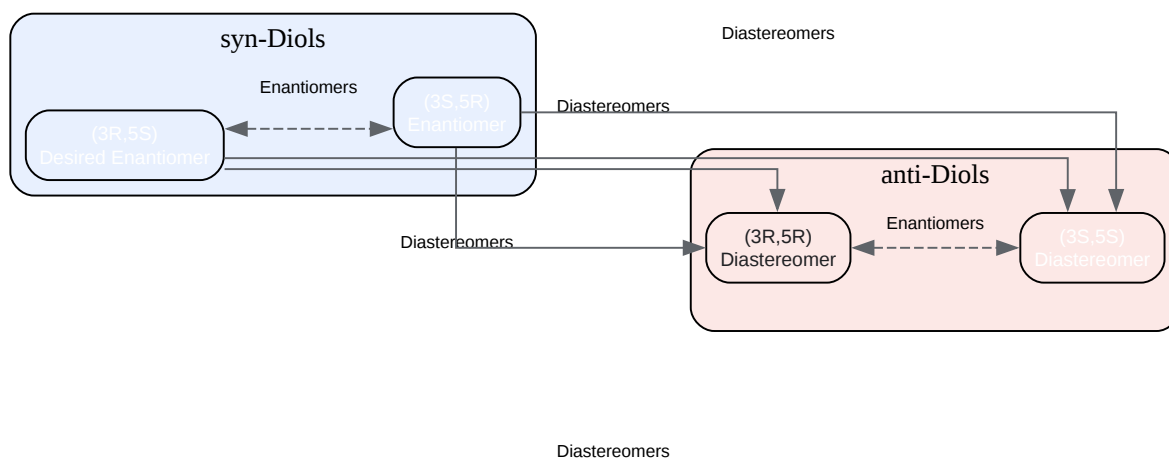 syn-Diols
Diastereomers
Enantiomers
(3S,5R)
Enantiomer
Diastereomers
(3R,5S)
Desired Enantiomer
anti-Diols
Enantiomers
(3R,5R)
Diastereomer
(3S,5S)
Diastereomer
Diastereomers
Diastereomers